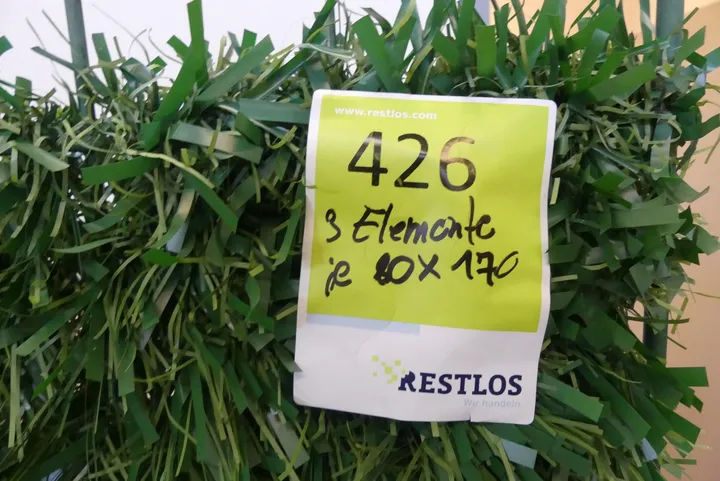 www.restlos.com
426
3 Elemente
je 80X170
RESTLOS
Wir handeln.